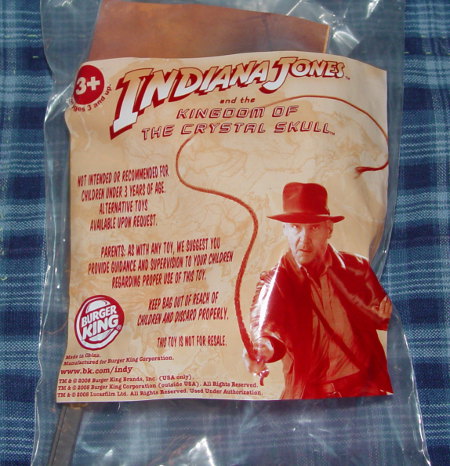 3+
Ages 3 and up.
INDIANA JONES™
and the
KINGDOM OF
THE CRYSTAL SKULL™
NOT INTENDED OR RECOMMENDED FOR
CHILDREN UNDER 3 YEARS OF AGE.
ALTERNATIVE TOYS
AVAILABLE UPON REQUEST.
PARENTS: AS WITH ANY TOY, WE SUGGEST YOU
PROVIDE GUIDANCE AND SUPERVISION TO YOUR CHILDREN
REGARDING PROPER USE OF THIS TOY.
KEEP BAG OUT OF REACH OF
CHILDREN AND DISCARD PROPERLY.
THIS TOY IS NOT FOR RESALE.
BURGER
KING
Made in China.
Manufactured for Burger King Corporation.
www.bk.com/indy
TM & © 2008 Burger King Brands, Inc. (USA only).
TM & © 2008 Burger King Corporation (outside USA). All Rights Reserved.
TM & © 2008 Lucasfilm Ltd. All Rights Reserved. Used Under Authorization.